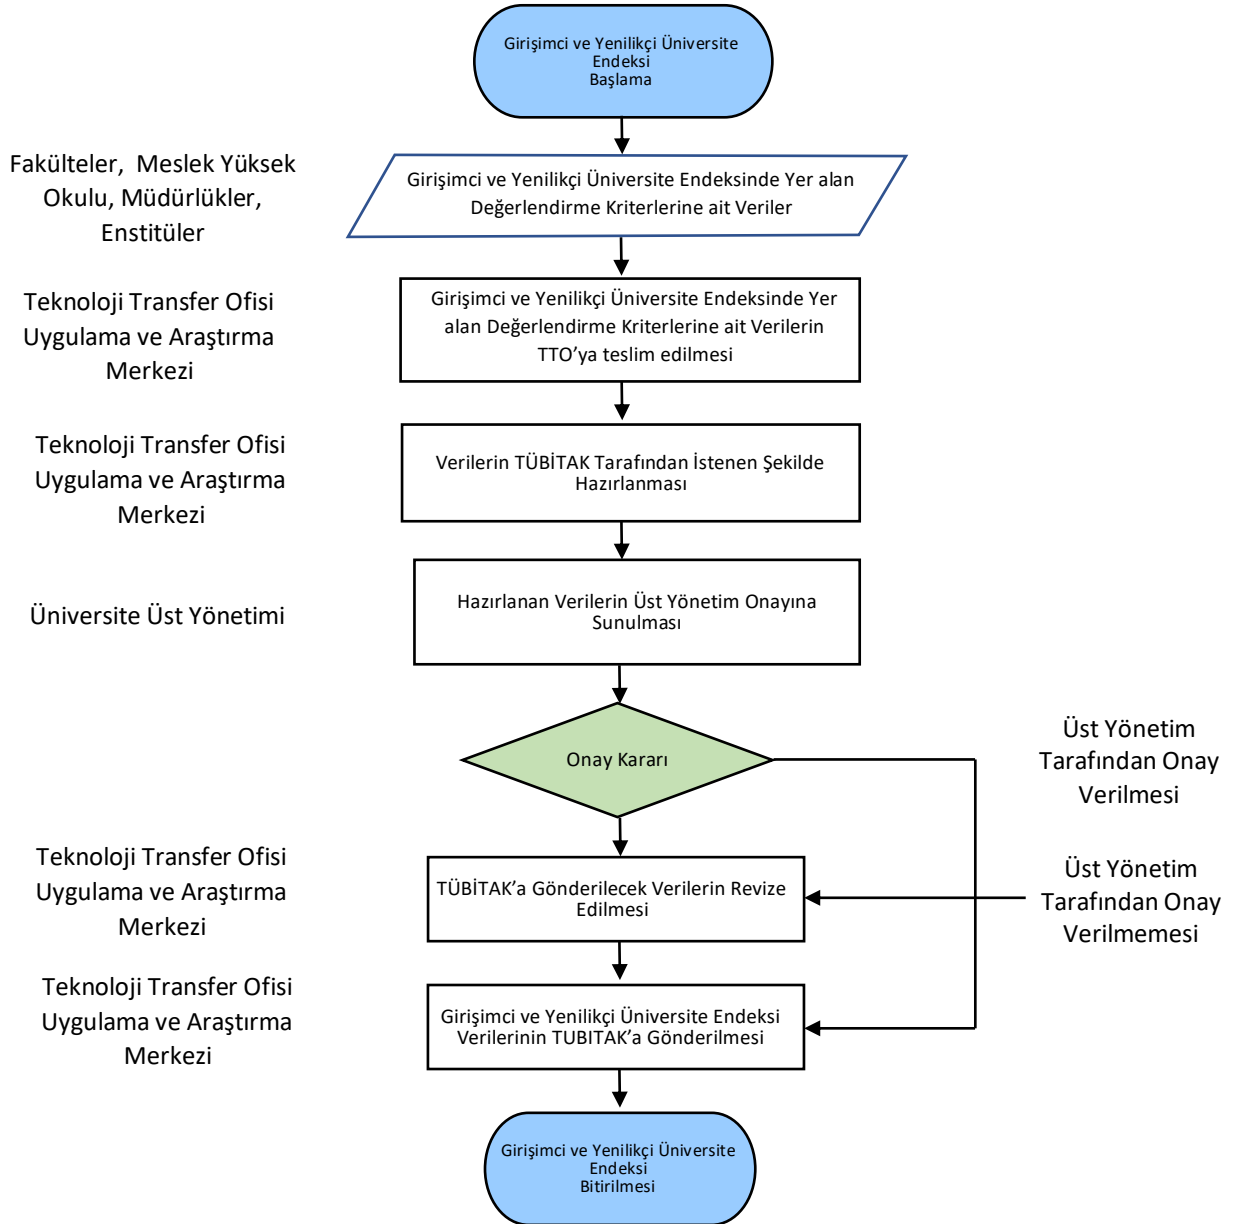 Girişimci ve Yenilikçi Üniversite
Endeksi
Başlama
Fakülteler, Meslek Yüksek
Okulu, Müdürlükler,
Enstitüler
Girişimci ve Yenilikçi Üniversite Endeksinde Yer alan
Değerlendirme Kriterlerine ait Veriler
Teknoloji Transfer Ofisi
Uygulama ve Araştırma
Merkezi
Girişimci ve Yenilikçi Üniversite Endeksinde Yer
alan Değerlendirme Kriterlerine ait Verilerin
TTO’ya teslim edilmesi
Teknoloji Transfer Ofisi
Uygulama ve Araştırma
Merkezi
Verilerin TÜBİTAK Tarafından İstenen Şekilde
Hazırlanması
Üniversite Üst Yönetimi
Hazırlanan Verilerin Üst Yönetim Onayına
Sunulması
Onay Kararı
Üst Yönetim
Tarafından Onay
Verilmesi
Teknoloji Transfer Ofisi
Uygulama ve Araştırma
Merkezi
TÜBİTAK’a Gönderilecek Verilerin Revize
Edilmesi
Üst Yönetim
Tarafından Onay
Verilmemesi
Teknoloji Transfer Ofisi
Uygulama ve Araştırma
Merkezi
Girişimci ve Yenilikçi Üniversite Endeksi
Verilerinin TUBITAK’a Gönderilmesi
Girişimci ve Yenilikçi Üniversite
Endeksi
Bitirilmesi